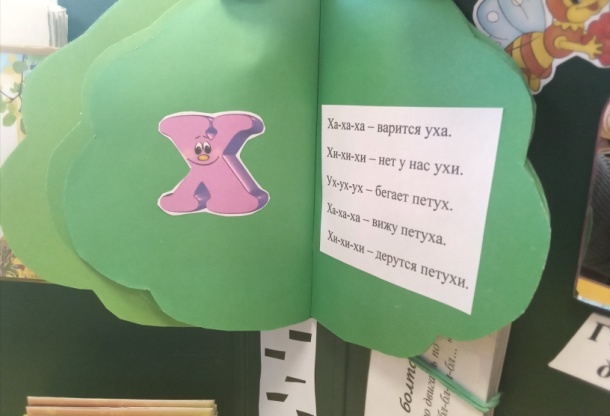 Х
Ха-ха-ха – варится уха.
Хи-хи-хи – нет у нас ухи.
Ух-ух-ух – бегает петух.
Ха-ха-ха – вижу петуха.
Хи-хи-хи – дерутся петухи.